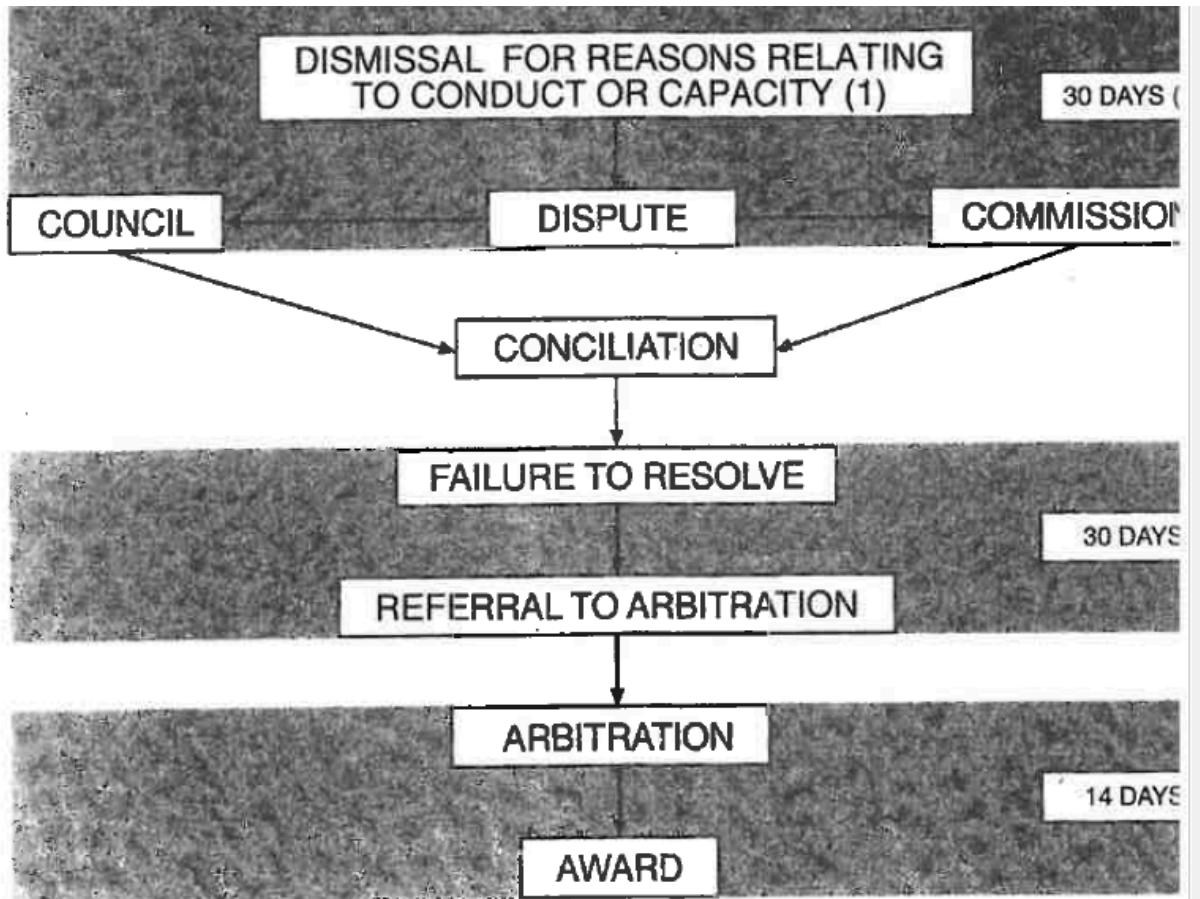 DISMISSAL FOR REASONS RELATING
TO CONDUCT OR CAPACITY (1)
30 DAYS (
COUNCIL
DISPUTE
COMMISSION
CONCILIATION
FAILURE TO RESOLVE
30 DAYS
REFERRAL TO ARBITRATION
ARBITRATION
14 DAYS
AWARD